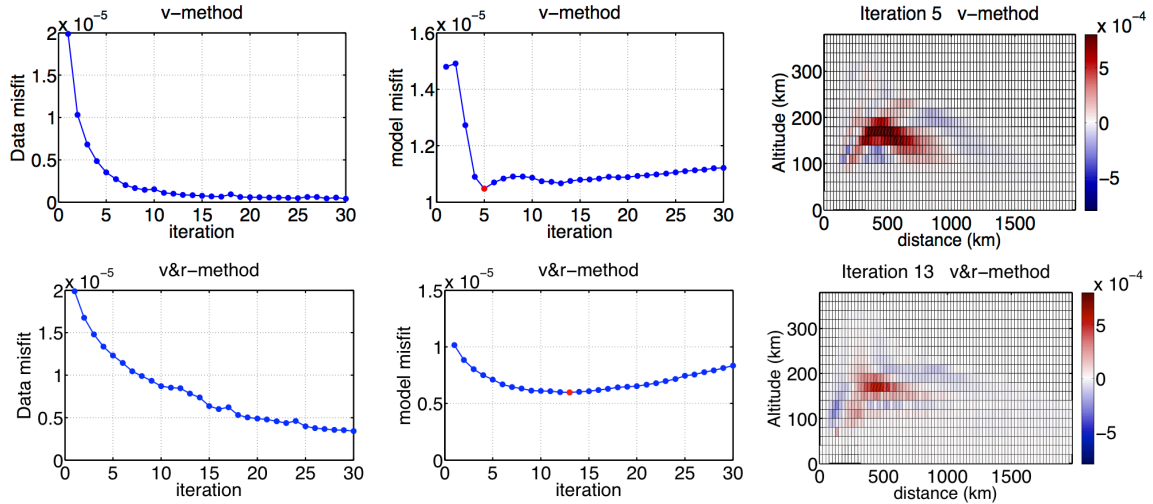 v−method
x 10−5
Data misfit
2
1.5
1
0.5
0
0 5 10 15 20 25 30
iteration
v−method
x 10−5
model misfit
1.6
1.4
1.2
1
0 5 10 15 20 25 30
iteration
Iteration 5 v−method
x 10−4
Altitude (km)
300
200
100
0
0 500 1000 1500
distance (km)
5
0
−5
v&r−method
x 10−5
Data misfit
2
1.5
1
0.5
0
0 5 10 15 20 25 30
iteration
v&r−method
x 10−5
model misfit
1.5
1
0.5
0
0 5 10 15 20 25 30
iteration
Iteration 13 v&r−method
x 10−4
Altitude (km)
300
200
100
0
0 500 1000 1500
distance (km)
5
0
−5